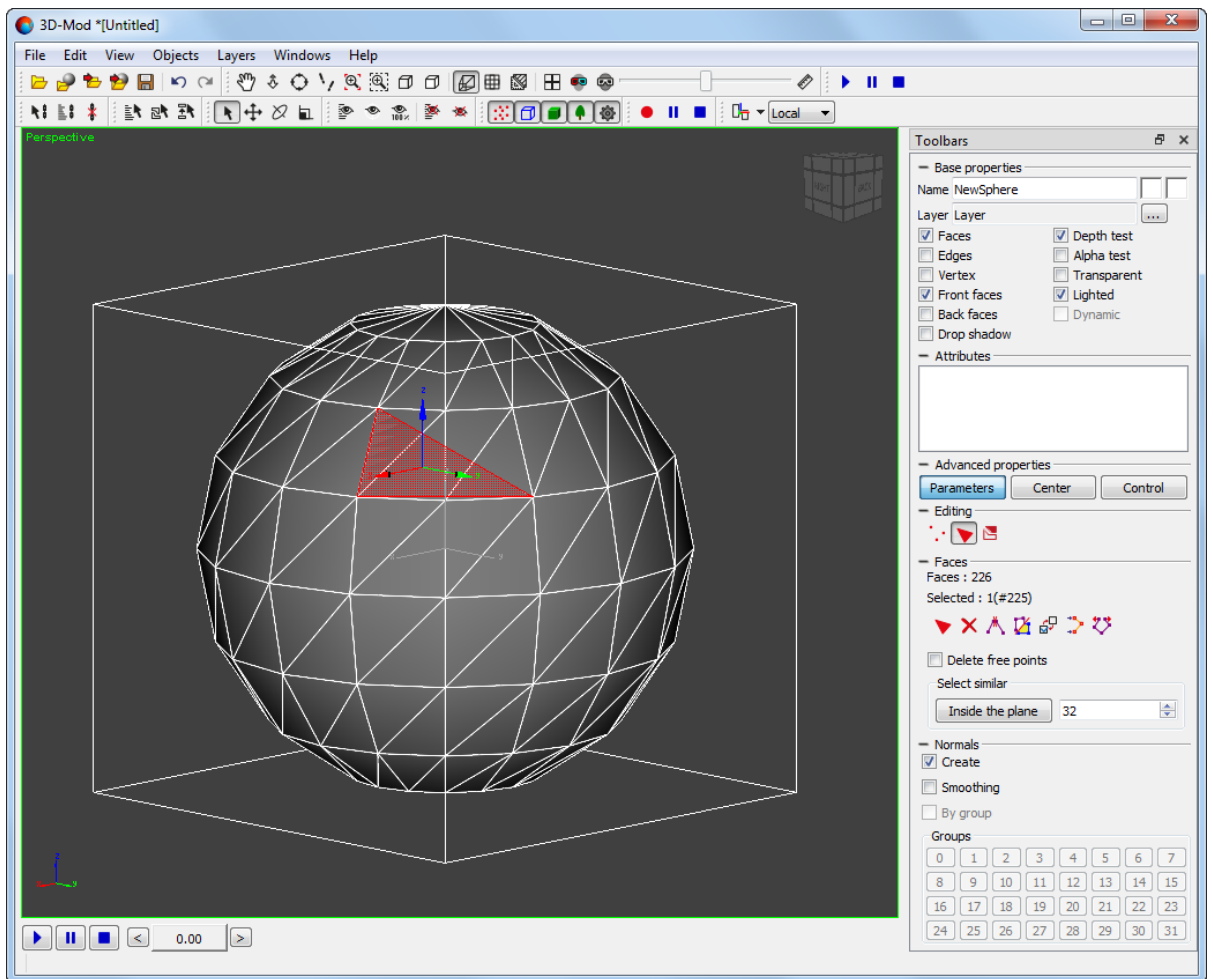 3D-Mod *[Untitled]
File Edit View Objects Layers Windows Help
100% Local
Perspective
RIGHT
z
y
z
y
0.00
Toolbars
Base properties
Name NewSphere
Layer Layer ...
Faces Depth test
Edges Alpha test
Vertex Transparent
Front faces Lighted
Back faces Dynamic
Drop shadow
Attributes
Advanced properties
Parameters Center Control
Editing
Faces
Faces : 226
Selected : 1(#225)
Delete free points
Select similar
Inside the plane 32
Normals
Create
Smoothing
By group
Groups
0 1 2 3 4 5 6 7
8 9 10 11 12 13 14 15
16 17 18 19 20 21 22 23
24 25 26 27 28 29 30 31